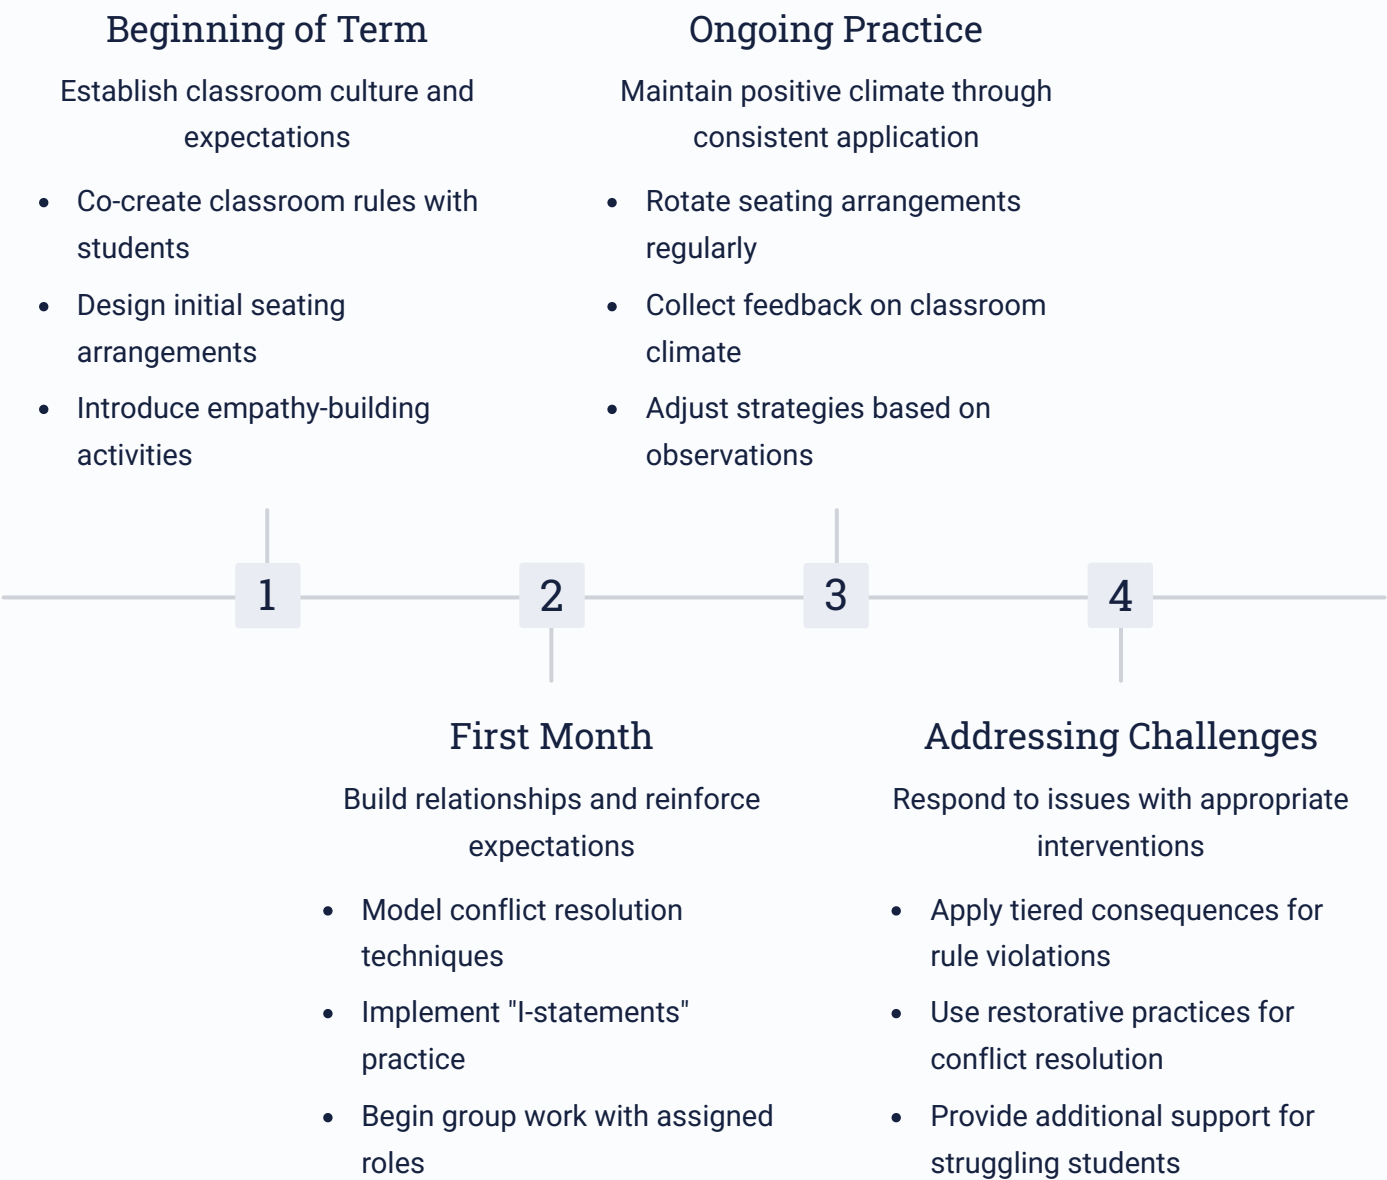 Beginning of Term
Establish classroom culture and
expectations
• Co-create classroom rules with
students
• Design initial seating
arrangements
• Introduce empathy-building
activities
Ongoing Practice
Maintain positive climate through
consistent application
• Rotate seating arrangements
regularly
• Collect feedback on classroom
climate
• Adjust strategies based on
observations
1
2
3
4
First Month
Build relationships and reinforce
expectations
• Model conflict resolution
techniques
• Implement "I-statements"
practice
• Begin group work with assigned
roles
Addressing Challenges
Respond to issues with appropriate
interventions
• Apply tiered consequences for
rule violations
• Use restorative practices for
conflict resolution
• Provide additional support for
struggling students